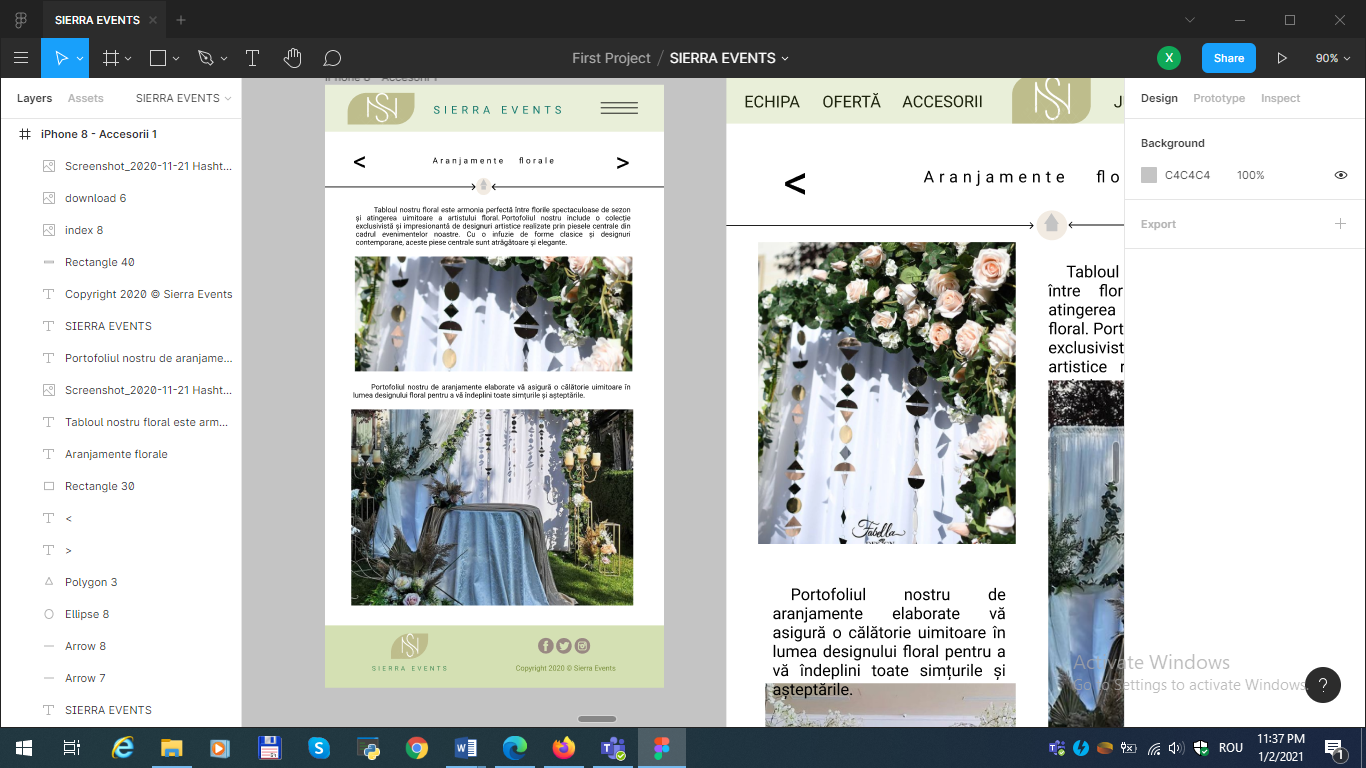 SIERRA EVENTS
First Project / SIERRA EVENTS
X
Share
90%
Layers
Assets
SIERRA EVENTS
iPhone 8 - Accesorii 1
Screenshot_2020-11-21 Hasht...
download 6
index 8
Rectangle 40
Copyright 2020 © Sierra Events
SIERRA EVENTS
Portofoliul nostru de aranjame...
Screenshot_2020-11-21 Hasht...
Tabloul nostru floral este arm...
Aranjamente florale
Rectangle 30
<
>
Polygon 3
Ellipse 8
Arrow 8
Arrow 7
SIERRA EVENTS
iPhone 8 - Accesorii 1
SIERRA EVENTS
<
Aranjamente florale
>
Tabloul nostru floral este armonia perfectă între florile spectaculoase de sezon
și atingerea uimitoare a artistului floral. Portofoliul nostru include o colecție
exclusivistă și impresionantă de designuri artistice realizate prin piesele centrale din
cadrul evenimentelor noastre. Cu o infuzie de forme clasice și designuri
contemporane, aceste piese centrale sunt atrăgătoare și elegante.
Portofoliul nostru de aranjamente elaborate vă asigură o călătorie uimitoare în
lumea designului floral pentru a vă îndeplini toate simțurile și așteptările.
SIERRA EVENTS
Copyright 2020 © Sierra Events
ECHIPA
OFERTĂ
ACCESORII
J
<
Aranjamente flo
Tabloul
între flor
atingerea
floral. Port
exclusivist
artistice
Fabella
DESIGN
Portofoliul nostru de
aranjamente elaborate vă
asigură o călătorie uimitoare în
lumea designului floral pentru a
vă îndeplini toate simțurile și
așteptările.
Design
Prototype
Inspect
Background
C4C4C4
100%
Export
Activate Windows
Go to Settings to activate Windows.
?
ROU
11:37 PM
1/2/2021
1